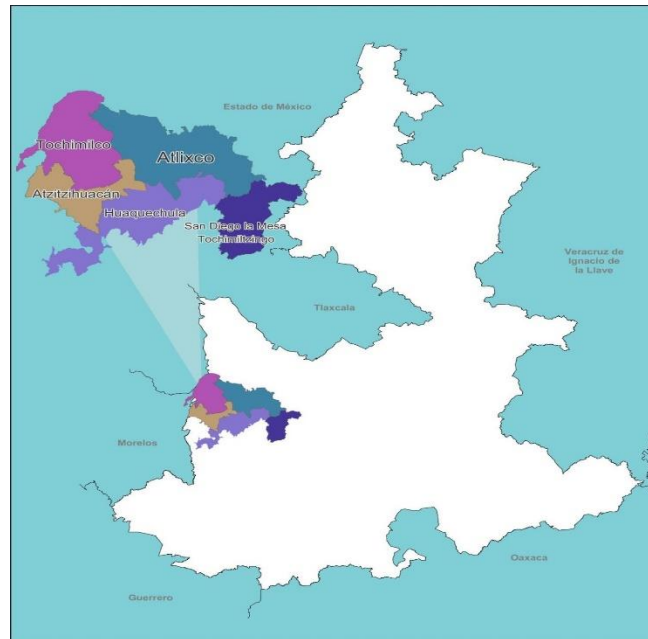 Estado de México
Tochimilco
Atlixco
Atzitzihuacán
Huaquechula
San Diego la Mesa
Tochimiltzingo
Veracruz de
Ignacio de
la Llave
Tlaxcala
Morelos
Oaxaca
Guerrero